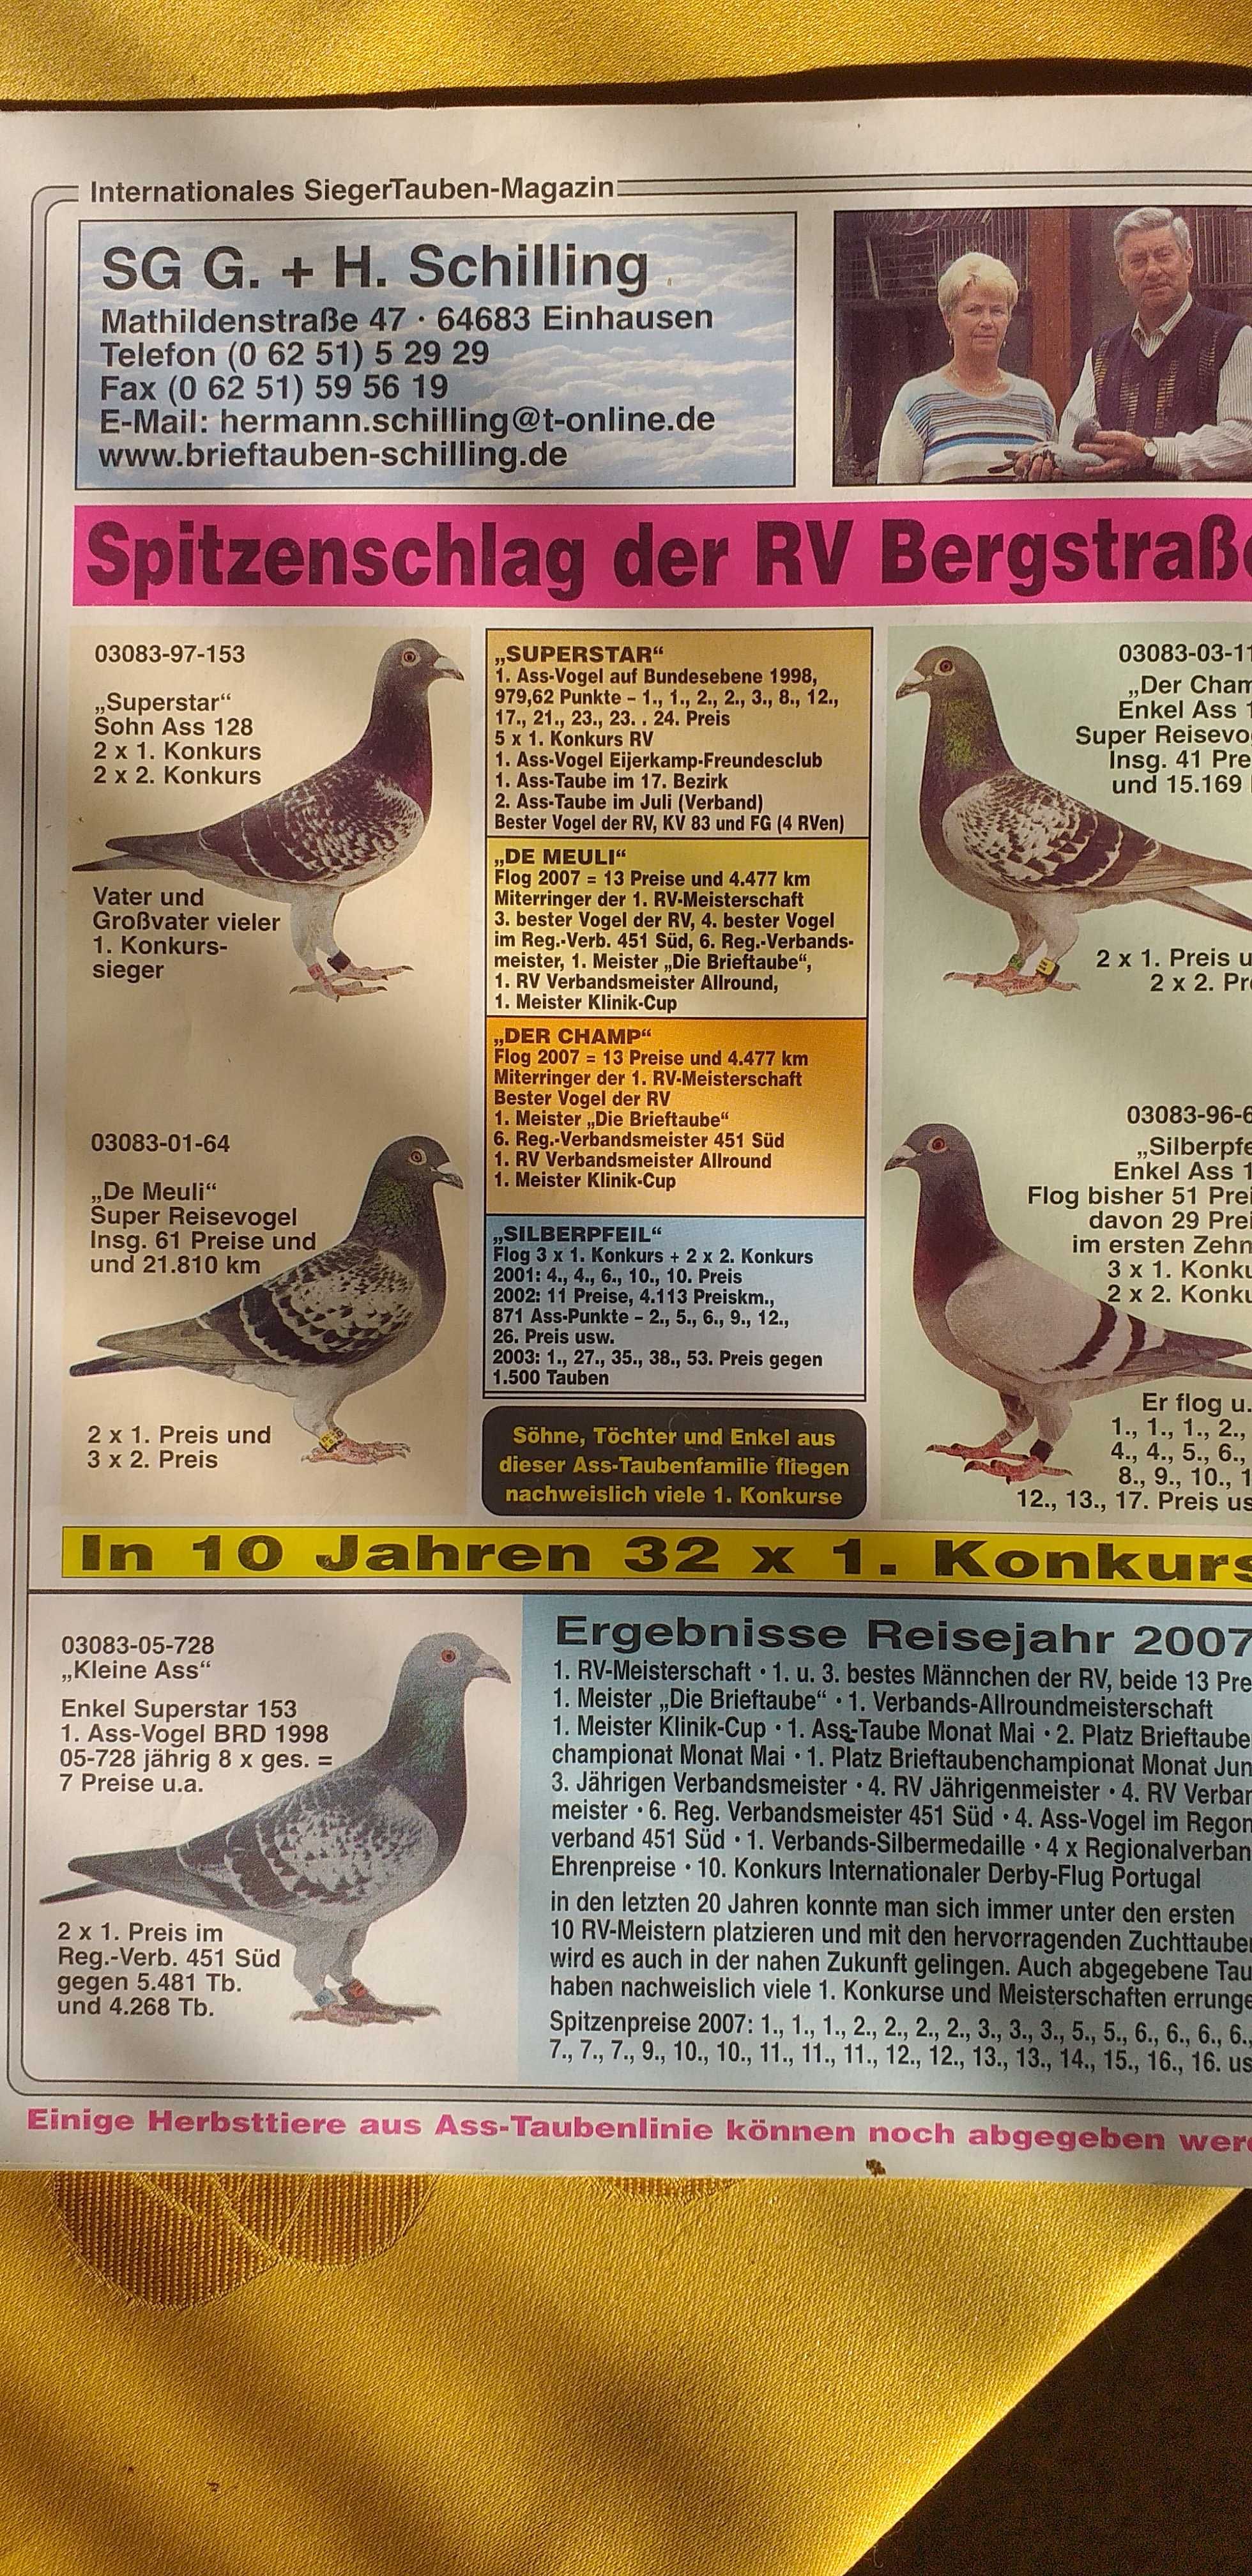 Internationales SiegerTauben-Magazin
SG G. + H. Schilling
Mathildenstraße 47 · 64683 Einhausen
Telefon (0 62 51) 5 29 29
Fax (0 62 51) 59 56 19
E-Mail: hermann.schilling@t-online.de
www.brieftauben-schilling.de
Spitzenschlag der RV Bergstraße
03083-97-153
„Superstar“
Sohn Ass 128
2 x 1. Konkurs
2 x 2. Konkurs
Vater und
Großvater vieler
1. Konkurs-
sieger
03083-01-64
„De Meuli“
Super Reisevogel
Insg. 61 Preise und
und 21.810 km
2 x 1. Preis und
3 x 2. Preis
„SUPERSTAR“
1. Ass-Vogel auf Bundesebene 1998,
979,62 Punkte – 1., 1., 2., 2., 3., 8., 12.,
17., 21., 23., 23. . 24. Preis
5 x 1. Konkurs RV
1. Ass-Vogel Eijerkamp-Freundesclub
1. Ass-Taube im 17. Bezirk
2. Ass-Taube im Juli (Verband)
Bester Vogel der RV, KV 83 und FG (4 RVen)
„DE MEULI“
Flog 2007 = 13 Preise und 4.477 km
Miterringer der 1. RV-Meisterschaft
3. bester Vogel der RV, 4. bester Vogel
im Reg.-Verb. 451 Süd, 6. Reg.-Verbands-
meister, 1. Meister „Die Brieftaube“,
1. RV Verbandsmeister Allround,
1. Meister Klinik-Cup
„DER CHAMP“
Flog 2007 = 13 Preise und 4.477 km
Miterringer der 1. RV-Meisterschaft
Bester Vogel der RV
1. Meister „Die Brieftaube“
6. Reg.-Verbandsmeister 451 Süd
1. RV Verbandsmeister Allround
1. Meister Klinik-Cup
„SILBERPFEIL“
Flog 3 x 1. Konkurs + 2 x 2. Konkurs
2001: 4., 4., 6., 10., 10. Preis
2002: 11 Preise, 4.113 Preiskm.,
871 Ass-Punkte – 2., 5., 6., 9., 12.,
26. Preis usw.
2003: 1., 27., 35., 38., 53. Preis gegen
1.500 Tauben
Söhne, Töchter und Enkel aus
dieser Ass-Taubenfamilie fliegen
nachweislich viele 1. Konkurse
03083-03-11
„Der Cham
Enkel Ass 1
Super Reisevo
Insg. 41 Pre
und 15.169
2 x 1. Preis u
2 x 2. Pre
03083-96-6
„Silberpfe
Enkel Ass 1
Flog bisher 51 Prei
davon 29 Prei
im ersten Zehn
3 x 1. Konku
2 x 2. Konku
Er flog u.
1., 1., 1., 2.,
4., 4., 5., 6.,
8., 9., 10., 1
12., 13., 17. Preis us
In 10 Jahren 32 x 1. Konkurs
03083-05-728
„Kleine Ass“
Enkel Superstar 153
1. Ass-Vogel BRD 1998
05-728 jährig 8 x ges. =
7 Preise u.a.
2 x 1. Preis im
Reg.-Verb. 451 Süd
gegen 5.481 Tb.
und 4.268 Tb.
Ergebnisse Reisejahr 2007
1. RV-Meisterschaft • 1. u. 3. bestes Männchen der RV, beide 13 Pre
1. Meister „Die Brieftaube“ • 1. Verbands-Allroundmeisterschaft
1. Meister Klinik-Cup • 1. Ass-Taube Monat Mai • 2. Platz Brieftaube
championat Monat Mai • 1. Platz Brieftaubenchampionat Monat Jun
3. Jährigen Verbandsmeister • 4. RV Jährigenmeister • 4. RV Verban
meister • 6. Reg. Verbandsmeister 451 Süd • 4. Ass-Vogel im Regon
verband 451 Süd • 1. Verbands-Silbermedaille • 4 x Regionalverban
Ehrenpreise • 10. Konkurs Internationaler Derby-Flug Portugal
in den letzten 20 Jahren konnte man sich immer unter den ersten
10 RV-Meistern platzieren und mit den hervorragenden Zuchttauben
wird es auch in der nahen Zukunft gelingen. Auch abgegebene Tau
haben nachweislich viele 1. Konkurse und Meisterschaften errunge
Spitzenpreise 2007: 1., 1., 1., 2., 2., 2., 2., 3., 3., 3., 5., 5., 6., 6., 6., 6.,
7., 7., 7., 9., 10., 10., 11., 11., 11., 12., 12., 13., 13., 14., 15., 16., 16. us
Einige Herbsttiere aus Ass-Taubenlinie können noch abgegeben wer